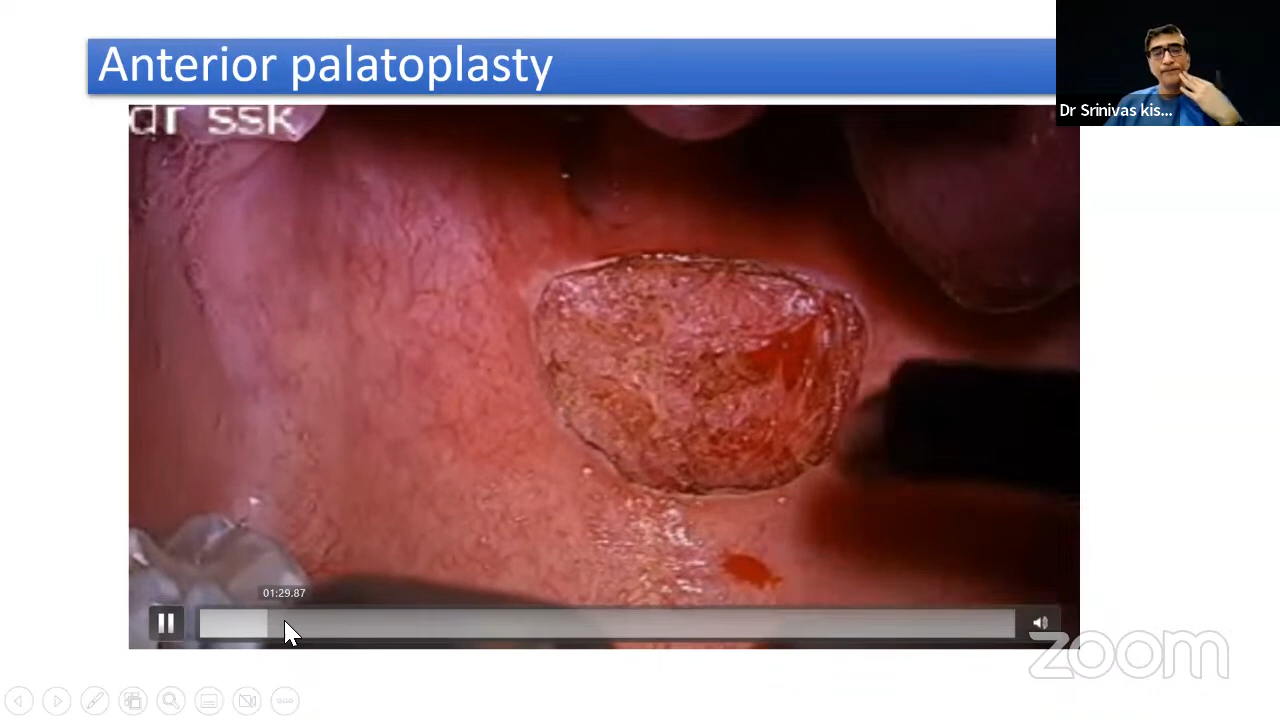 Anterior palatoplasty
Dr Srinivas kis...
dr ssk
01:29.87
zoom